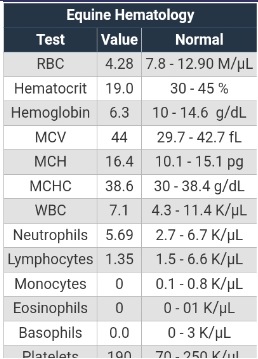 Equine Hematology
Test Value Normal
RBC 4.28 7.8 - 12.90 M/µL
Hematocrit 19.0 30 - 45 %
Hemoglobin 6.3 10 - 14.6 g/dL
MCV 44 29.7 - 42.7 fL
MCH 16.4 10.1 - 15.1 pg
MCHC 38.6 30 - 38.4 g/dL
WBC 7.1 4.3 - 11.4 K/µL
Neutrophils 5.69 2.7 - 6.7 K/µL
Lymphocytes 1.35 1.5 - 6.6 K/µL
Monocytes 0 0.1 - 0.8 K/µL
Eosinophils 0 0 - 01 K/µL
Basophils 0.0 0 - 3 K/µL
Platelets 190 70 - 250 K/µL